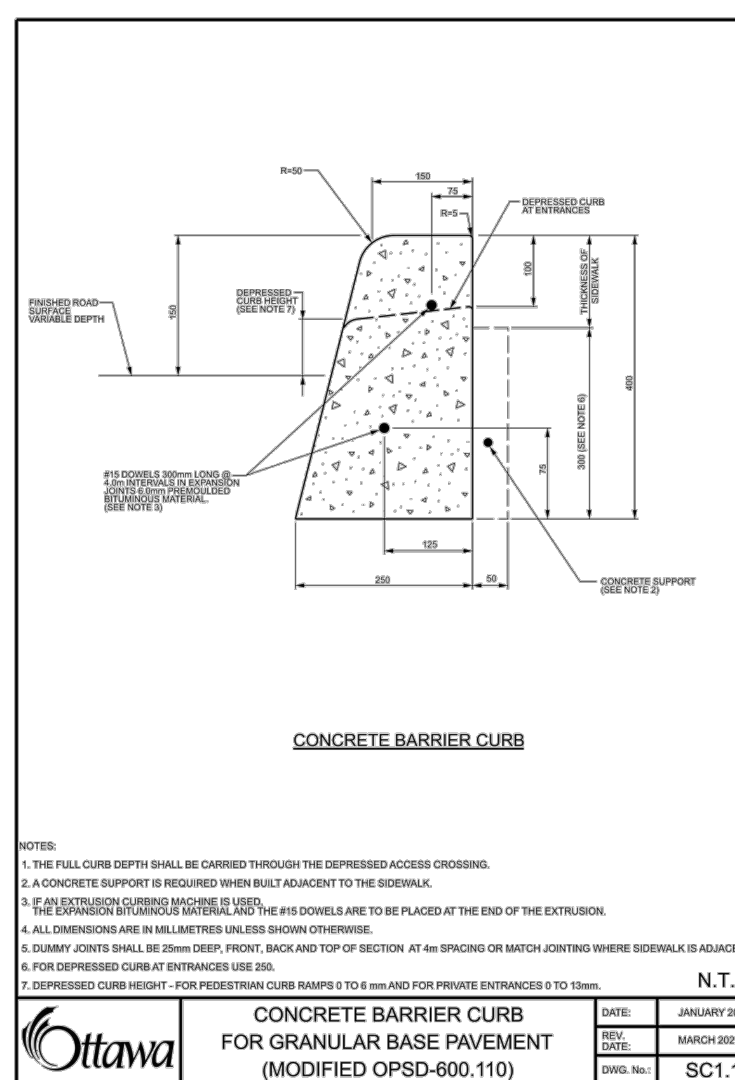 R=50
150
75
R=5
DEPRESSED CURB
AT ENTRANCES
DEPRESSED
CURB HEIGHT
(SEE NOTE 7)
FINISHED ROAD
SURFACE
VARIABLE DEPTH
150
100
THICKNESS OF
SIDEWALK
400
300 (SEE NOTE 6)
75
#15 DOWELS 300mm LONG @
4.0m INTERVALS IN EXPANSION
JOINTS 6.0mm PREMOULDED
BITUMINOUS MATERIAL.
(SEE NOTE 3)
125
250
50
CONCRETE SUPPORT
(SEE NOTE 2)
CONCRETE BARRIER CURB
NOTES:
1. THE FULL CURB DEPTH SHALL BE CARRIED THROUGH THE DEPRESSED ACCESS CROSSING.
2. A CONCRETE SUPPORT IS REQUIRED WHEN BUILT ADJACENT TO THE SIDEWALK.
3. IF AN EXTRUSION CURBING MACHINE IS USED,
THE EXPANSION BITUMINOUS MATERIAL AND THE #15 DOWELS ARE TO BE PLACED AT THE END OF THE EXTRUSION.
4. ALL DIMENSIONS ARE IN MILLIMETRES UNLESS SHOWN OTHERWISE.
5. DUMMY JOINTS SHALL BE 25mm DEEP, FRONT, BACK AND TOP OF SECTION AT 4m SPACING OR MATCH JOINTING WHERE SIDEWALK IS
6. FOR DEPRESSED CURB AT ENTRANCES USE 250.
7. DEPRESSED CURB HEIGHT - FOR PEDESTRIAN CURB RAMPS 0 TO 6 mm AND FOR PRIVATE ENTRANCES 0 TO 13mm.
N.T.
Ottawa
CONCRETE BARRIER CURB
FOR GRANULAR BASE PAVEMENT
(MODIFIED OPSD-600.110)
DATE:
JANUARY
REV.
DATE:
MARCH
DWG. No.:
SC1.1